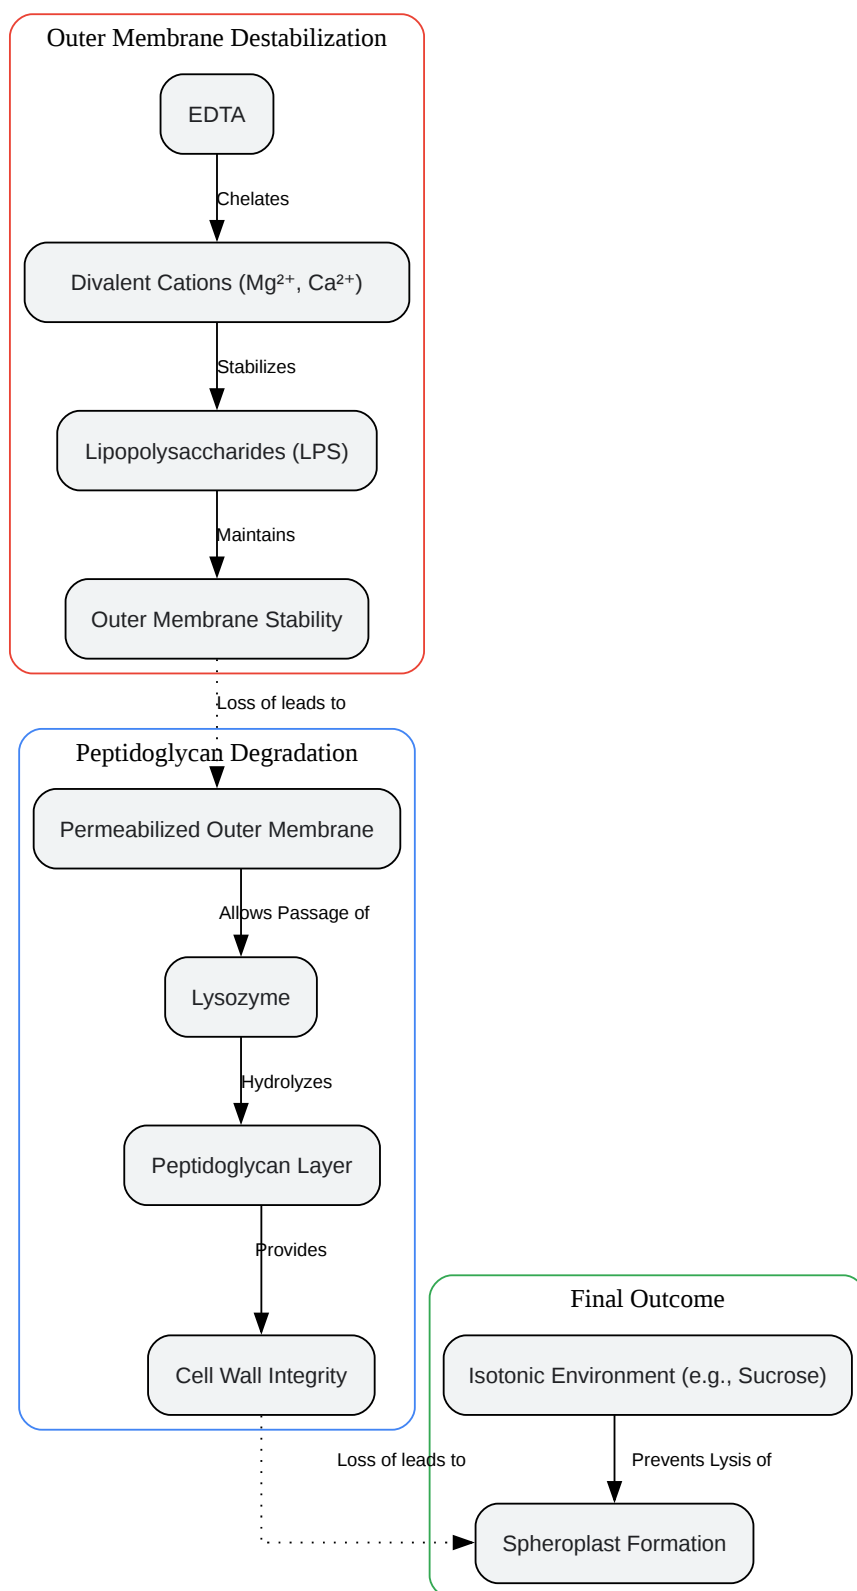 Outer Membrane Destabilization
EDTA
Chelates
Divalent Cations (Mg²⁺, Ca²⁺)
Stabilizes
Lipopolysaccharides (LPS)
Maintains
Outer Membrane Stability
Loss of leads to
Peptidoglycan Degradation
Permeabilized Outer Membrane
Allows Passage of
Lysozyme
Hydrolyzes
Peptidoglycan Layer
Provides
Cell Wall Integrity
Loss of leads to
Final Outcome
Isotonic Environment (e.g., Sucrose)
Prevents Lysis of
Spheroplast Formation